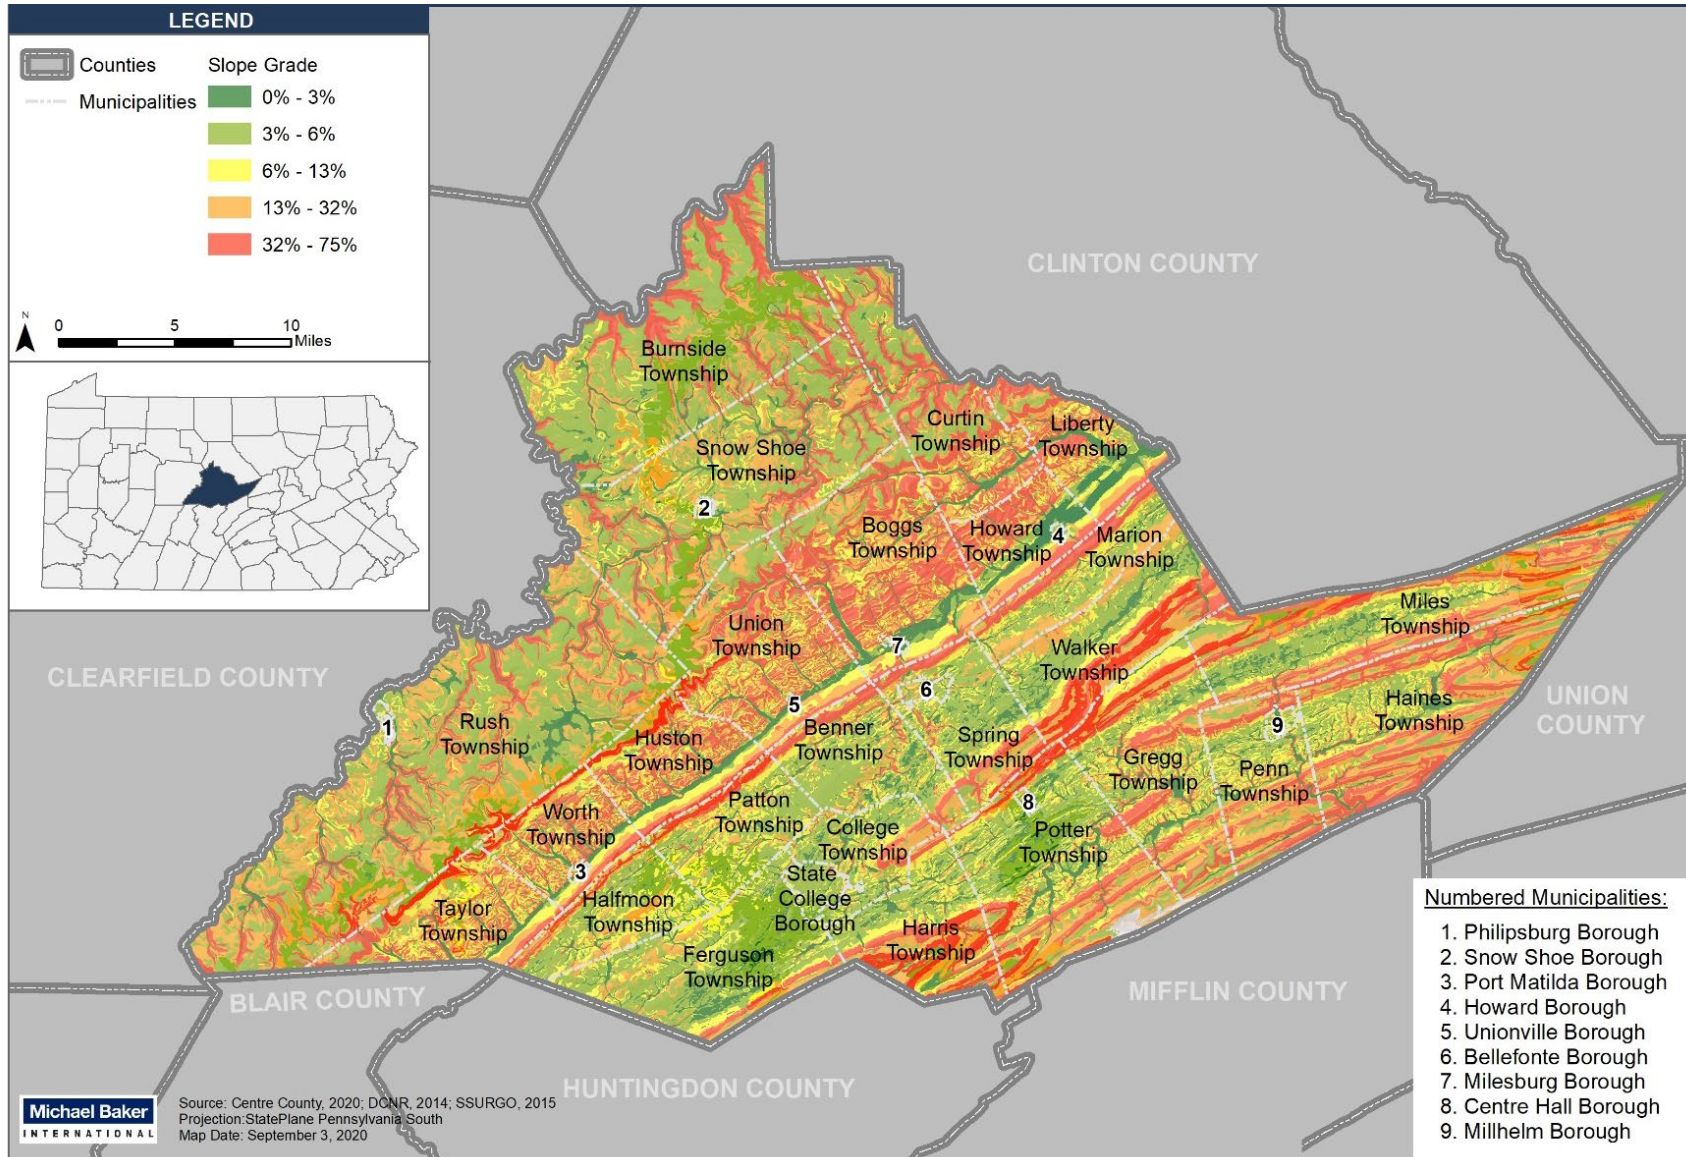 LEGEND
Counties
Municipalities
Slope Grade
0% - 3%
3% - 6%
6% - 13%
13% - 32%
32% - 75%
N
0 5 10
Miles
CLINTON COUNTY
Burnside
Township
Curtin
Township
Liberty
Township
Snow Shoe
Township
2
Boggs
Township
Howard
Township
4
Marion
Township
Miles
Township
Union
Township
7
Walker
Township
CLEARFIELD COUNTY
UNION
COUNTY
1
Rush
Township
5
6
Haines
Township
Huston
Township
Benner
Township
Spring
Township
9
Gregg
Township
Penn
Township
Worth
Township
Patton
Township
8
College
Township
Potter
Township
3
State
College
Borough
Taylor
Township
Halfmoon
Township
Harris
Township
Ferguson
Township
BLAIR COUNTY
MIFFLIN COUNTY
HUNTINGDON COUNTY
Numbered Municipalities:
1. Philipsburg Borough
2. Snow Shoe Borough
3. Port Matilda Borough
4. Howard Borough
5. Unionville Borough
6. Bellefonte Borough
7. Milesburg Borough
8. Centre Hall Borough
9. Millhelm Borough
Michael Baker
INTERNATIONAL
Source: Centre County, 2020; DCNR, 2014; SSURGO, 2015
Projection:StatePlane Pennsylvania South
Map Date: September 3, 2020